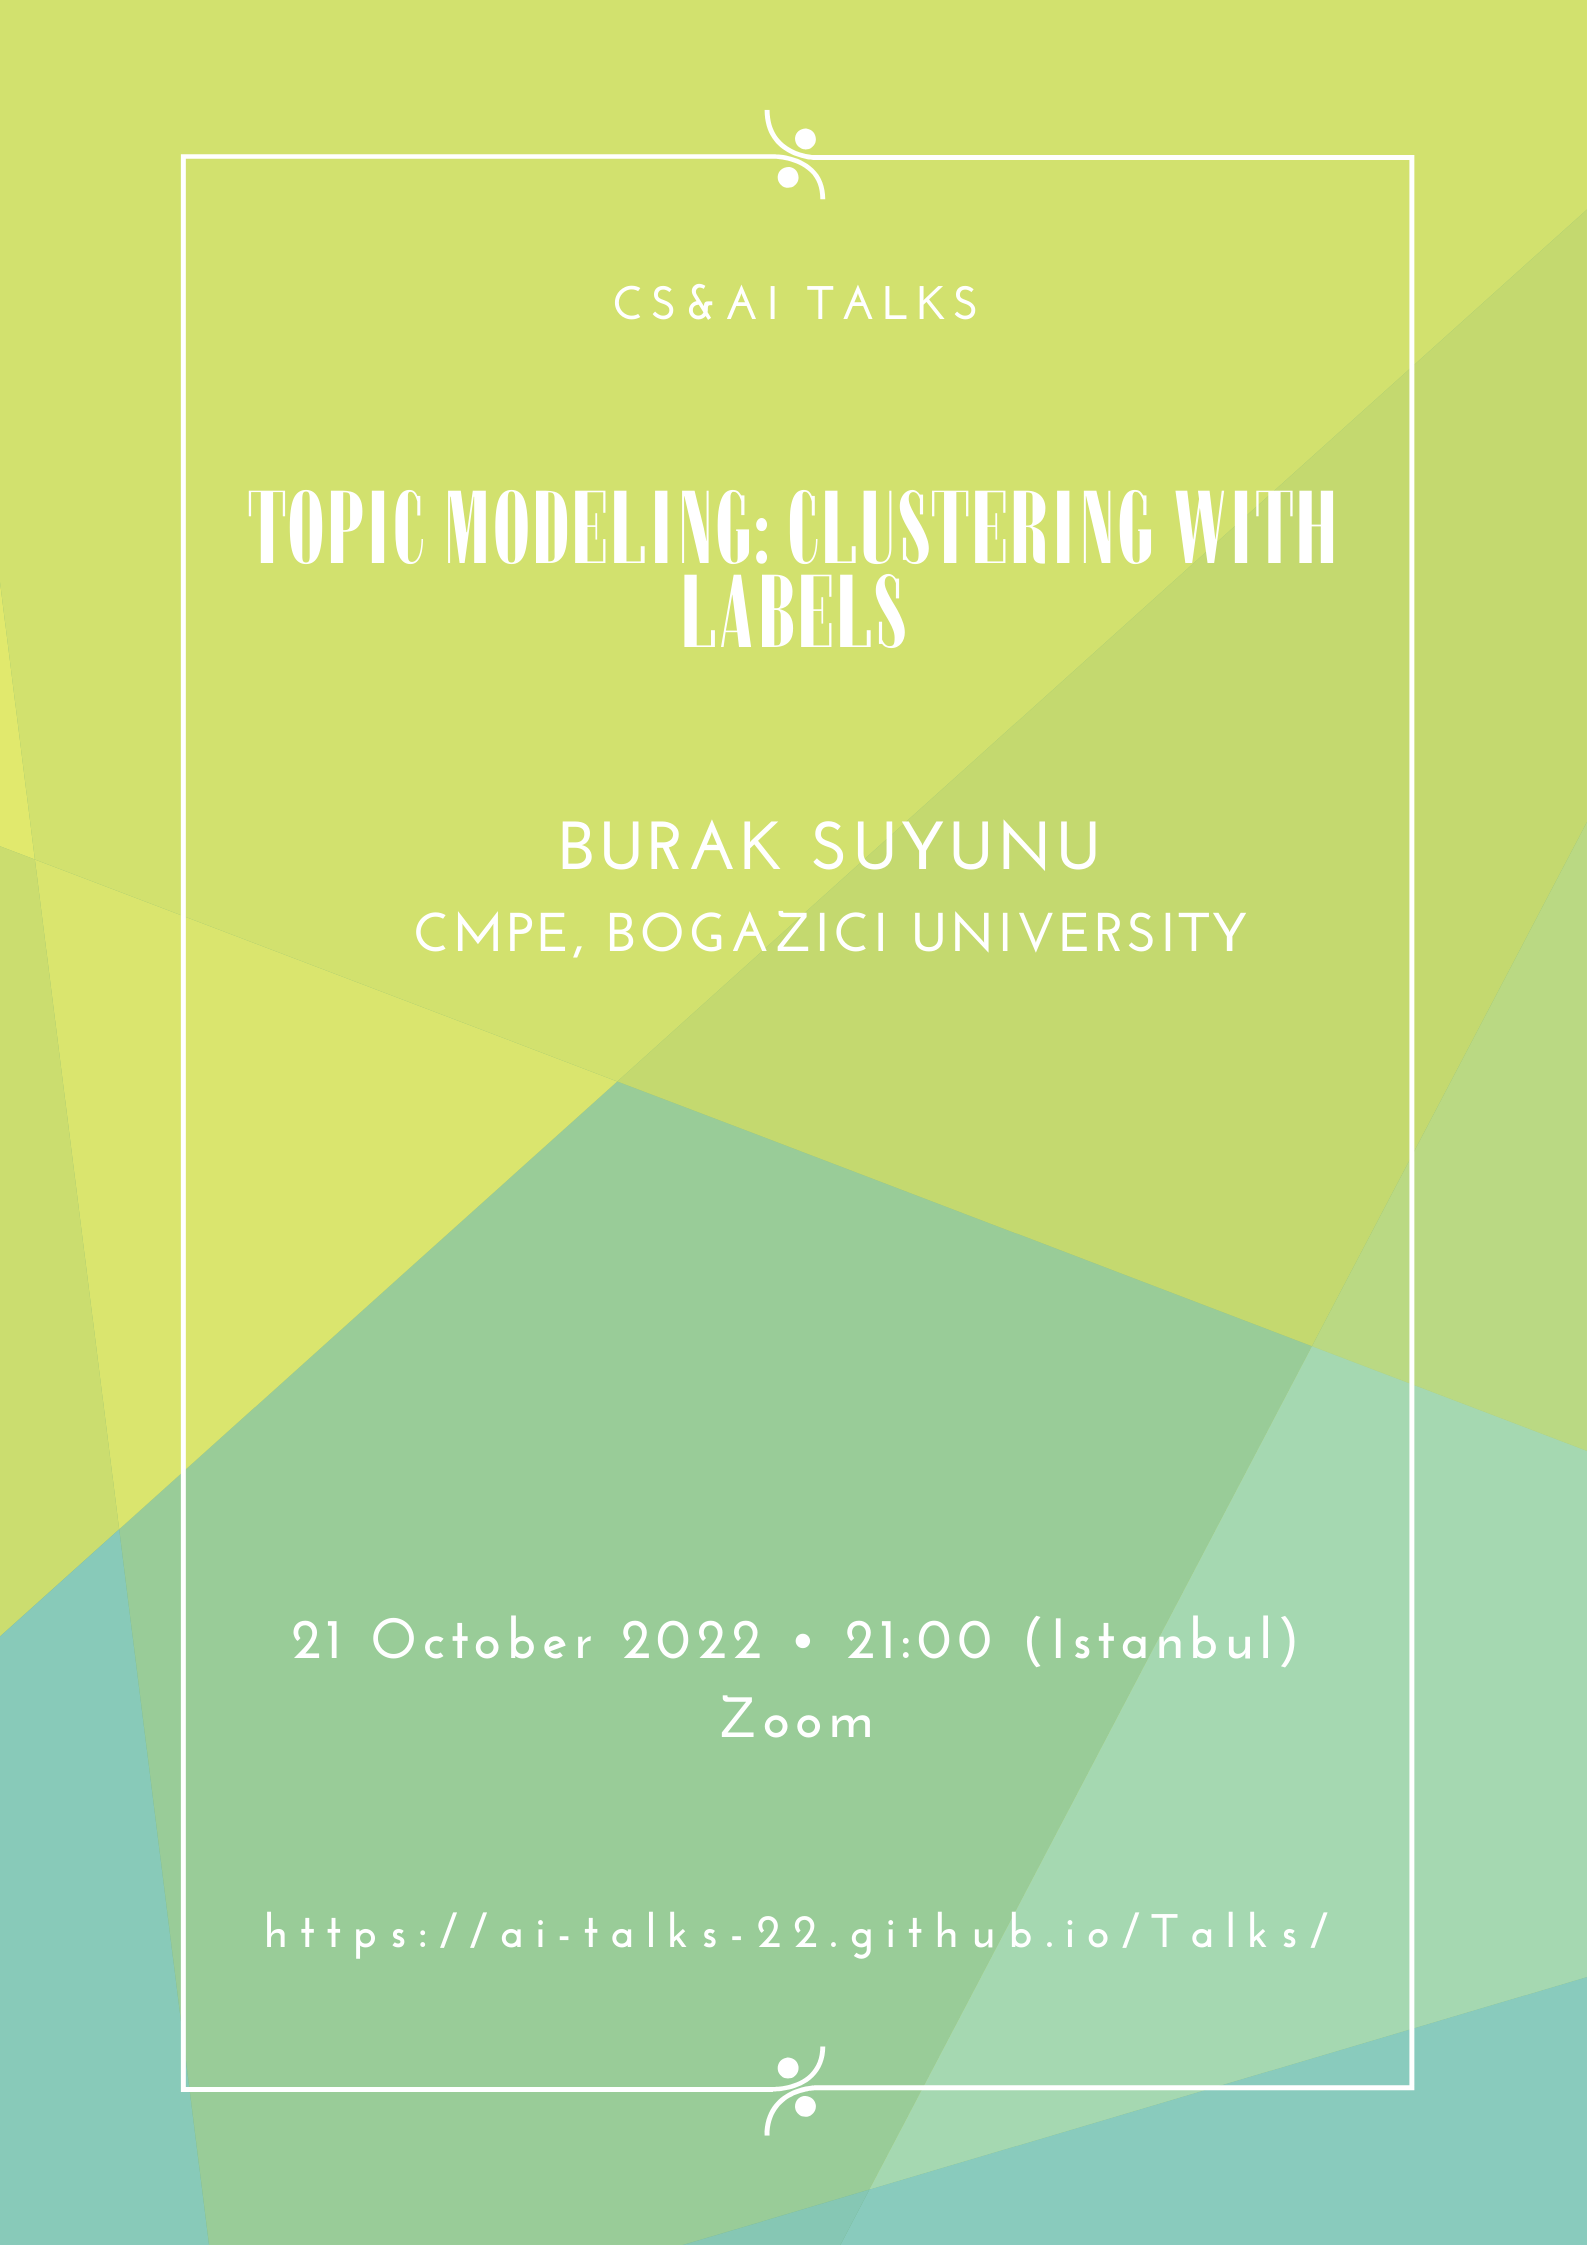 CS&AI TALKS
TOPIC MODELING: CLUSTERING WITH
LABELS
BURAK SUYUNU
CMPE, BOGAZICI UNIVERSITY
21 October 2022 • 21:00 (Istanbul)
Zoom
https://ai-talks-22.github.io/Talks/